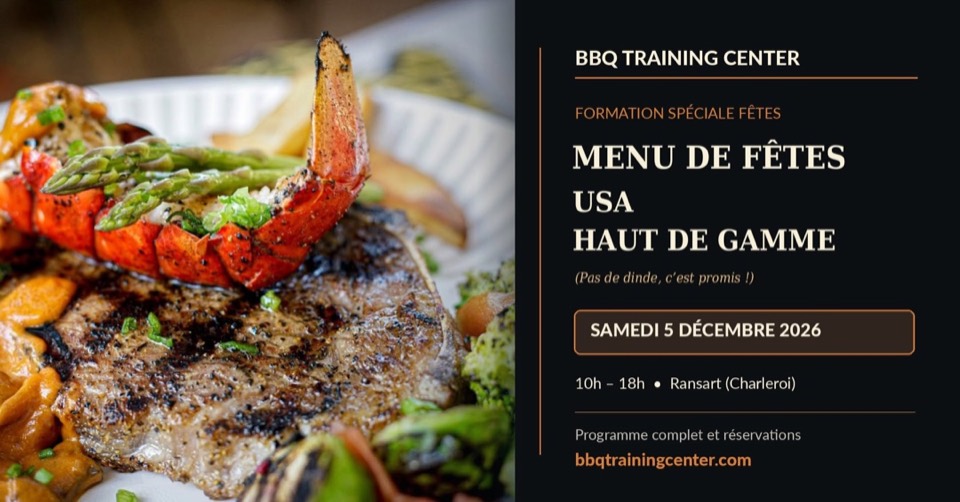 BBQ TRAINING CENTER
FORMATION SPÉCIALE FÊTES
MENU DE FÊTES
USA
HAUT DE GAMME
(Pas de dinde, c'est promis !)
SAMEDI 5 DÉCEMBRE 2026
10h – 18h • Ransart (Charleroi)
Programme complet et réservations
bbqtrainingcenter.com